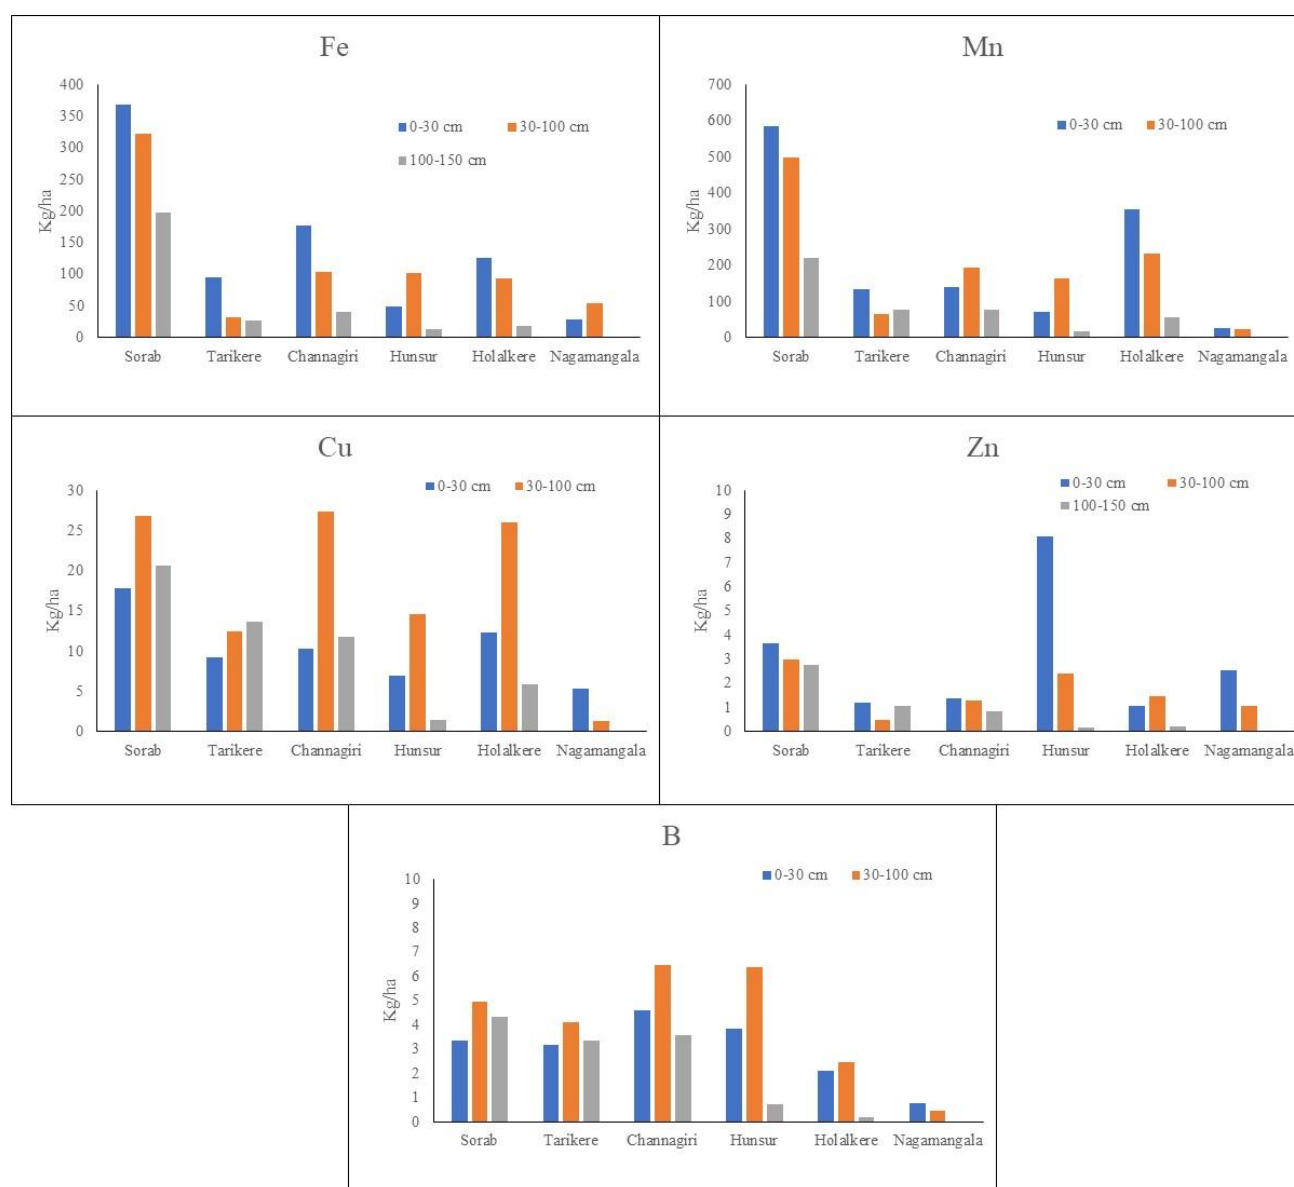 Fe
400
350
300
250
200
150
100
50
0
Kg/ha
0-30 cm 30-100 cm
100-150 cm
Sorab Tarikere Channagiri Hunsur Holalkere Nagamangala
Mn
700
600
500
400
300
200
100
0
Kg/ha
0-30 cm 30-100 cm
Sorab Tarikere Channagiri Hunsur Holalkere Nagamangala
Cu
30
25
20
15
10
5
0
Kg/ha
0-30 cm 30-100 cm
Sorab Tarikere Channagiri Hunsur Holalkere Nagamangala
Zn
10
9
8
7
6
5
4
3
2
1
0
Kg/ha
0-30 cm 30-100 cm
100-150 cm
Sorab Tarikere Channagiri Hunsur Holalkere Nagamangala
B
10
9
8
7
6
5
4
3
2
1
0
Kg/ha
0-30 cm 30-100 cm
Sorab Tarikere Channagiri Hunsur Holalkere Nagamangala